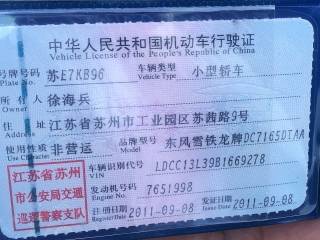 中华人民共和国机动车行驶证
Vehicle License of the People's Republic of China
号牌号码 苏E7KB96 车辆类型 小型轿车
Plate No. Vehicle Type
所有人 徐海兵
Owner
住址 江苏省苏州市工业园区苏茜路9号
Address
使用性质 非营运 品牌型号 东风雪铁龙牌DC7165DTAA
Use Character Model
车辆识别代号 LDCC13L39B1669278
VIN
江苏省苏州
市公安局交通
巡逻警察支队
发动机号码 7651998
Engine No.
注册日期 2011-09-08 发证日期 2011-09-08
Register Date Issue Date